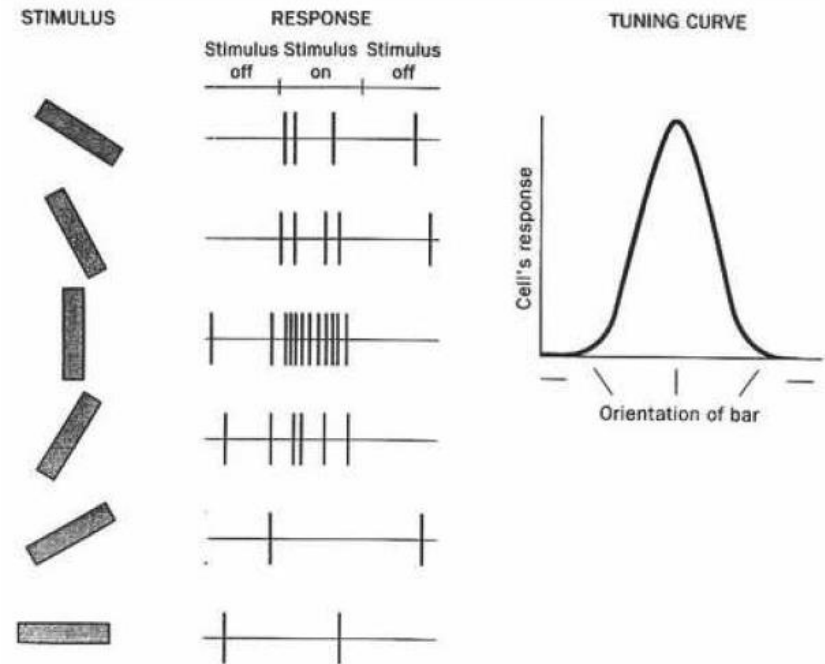 STIMULUS
RESPONSE
TUNING CURVE
Stimulus Stimulus Stimulus
off on off
Cell's response
Orientation of bar